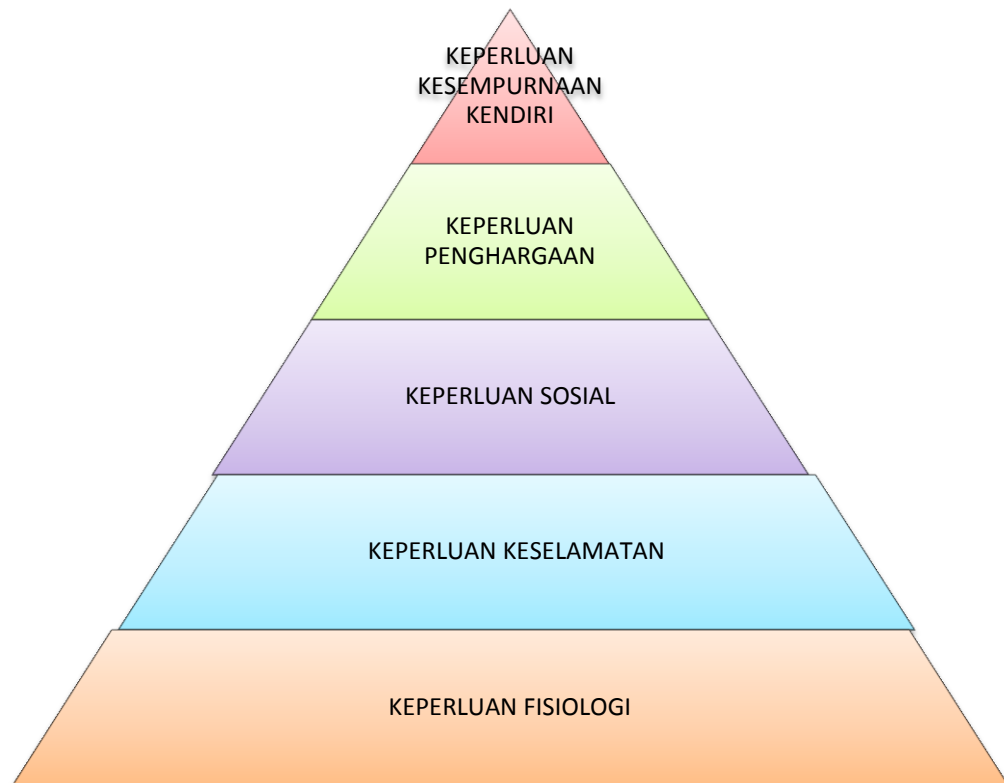 KEPERLUAN
KESEMPURNAAN
KENDIRI
KEPERLUAN
PENGHARGAAN
KEPERLUAN SOSIAL
KEPERLUAN KESELAMATAN
KEPERLUAN FISIOLOGI